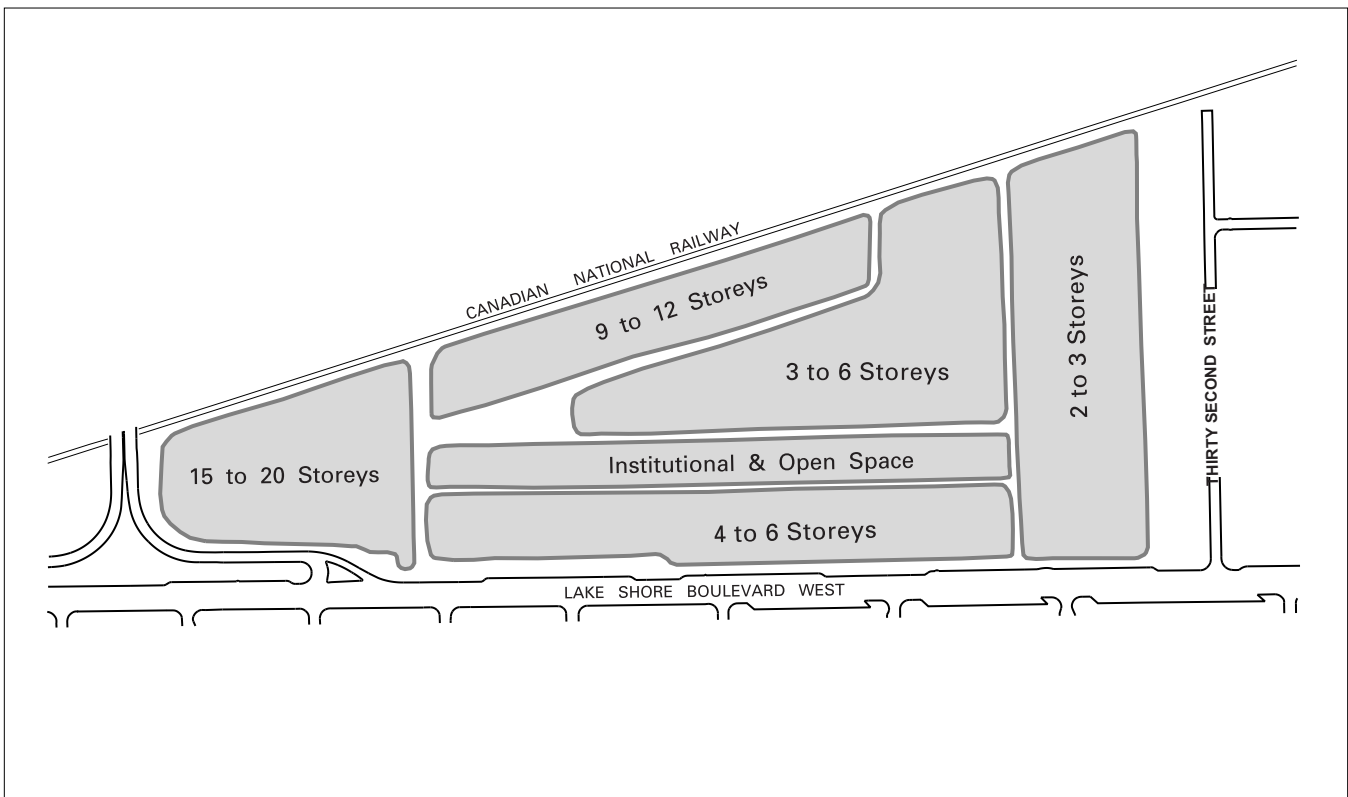 CANADIAN NATIONAL RAILWAY
9 to 12 Storeys
3 to 6 Storeys
2 to 3 Storeys
THIRTY SECOND STREET
15 to 20 Storeys
Institutional & Open Space
4 to 6 Storeys
LAKE SHORE BOULEVARD WEST